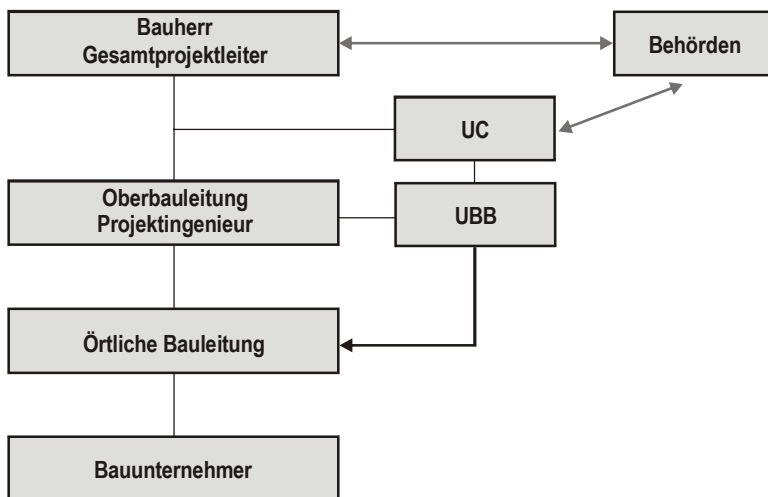 Bauherr
Gesamtprojektleiter
Behörden
UC
Oberbauleitung
Projektingenieur
UBB
Örtliche Bauleitung
Bauunternehmer